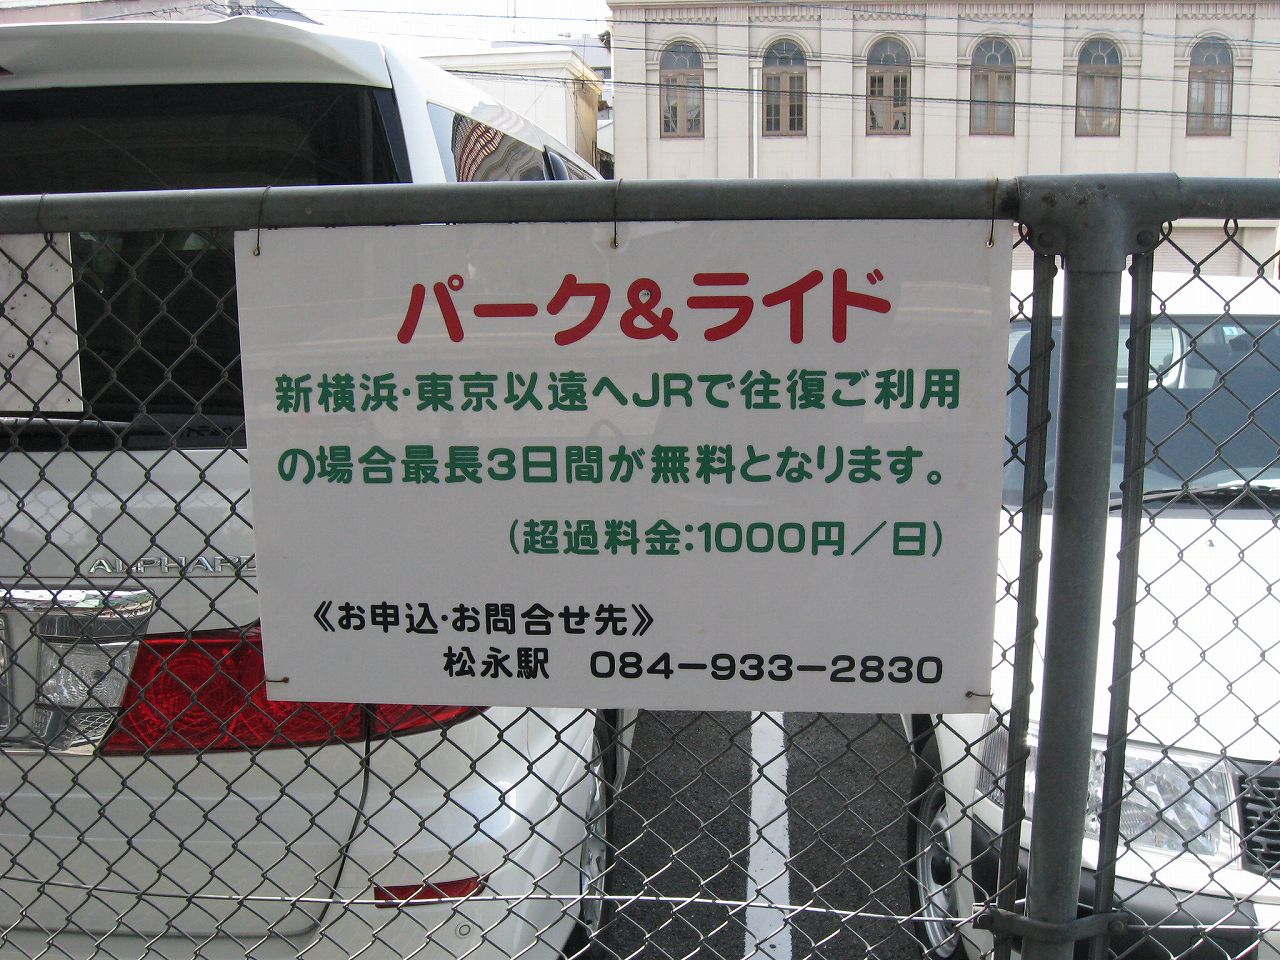 パーク&ライド
新横浜・東京以遠へJRで往復ご利用
の場合最長3日間が無料となります。
(超過料金:1000円／日)
《お申込・お問合せ先》
松永駅　084-933-2830
ALPHARD